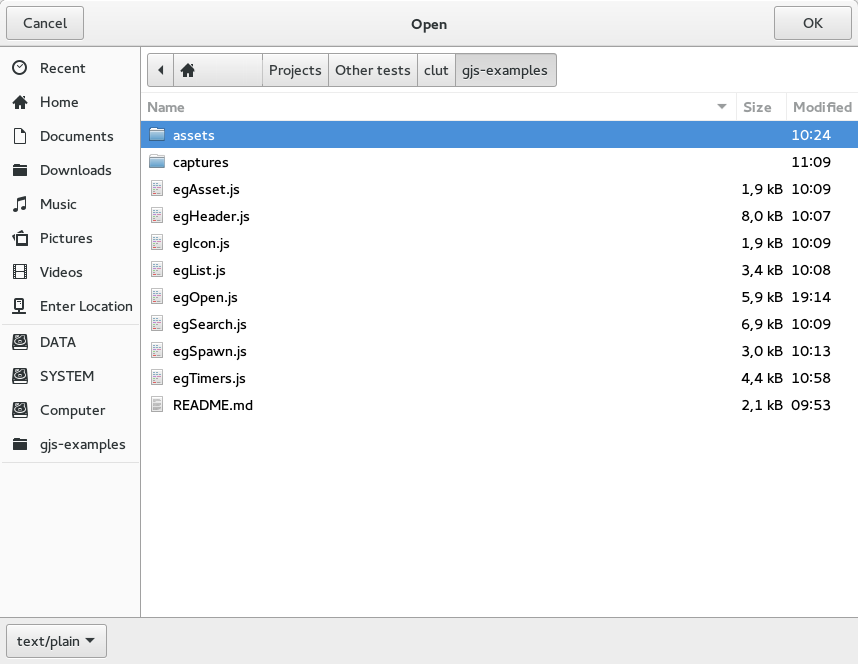 Cancel Open OK
Recent
Home
Documents
Downloads
Music
Pictures
Videos
Enter Location
DATA
SYSTEM
Computer
gjs-examples
Projects Other tests clut gjs-examples
Name Size Modified
assets 10:24
captures 11:09
egAsset.js 1,9 kB 10:09
egHeader.js 8,0 kB 10:07
egIcon.js 1,9 kB 10:09
egList.js 3,4 kB 10:08
egOpen.js 5,9 kB 19:14
egSearch.js 6,9 kB 10:09
egSpawn.js 3,0 kB 10:13
egTimers.js 4,4 kB 10:58
README.md 2,1 kB 09:53
text/plain